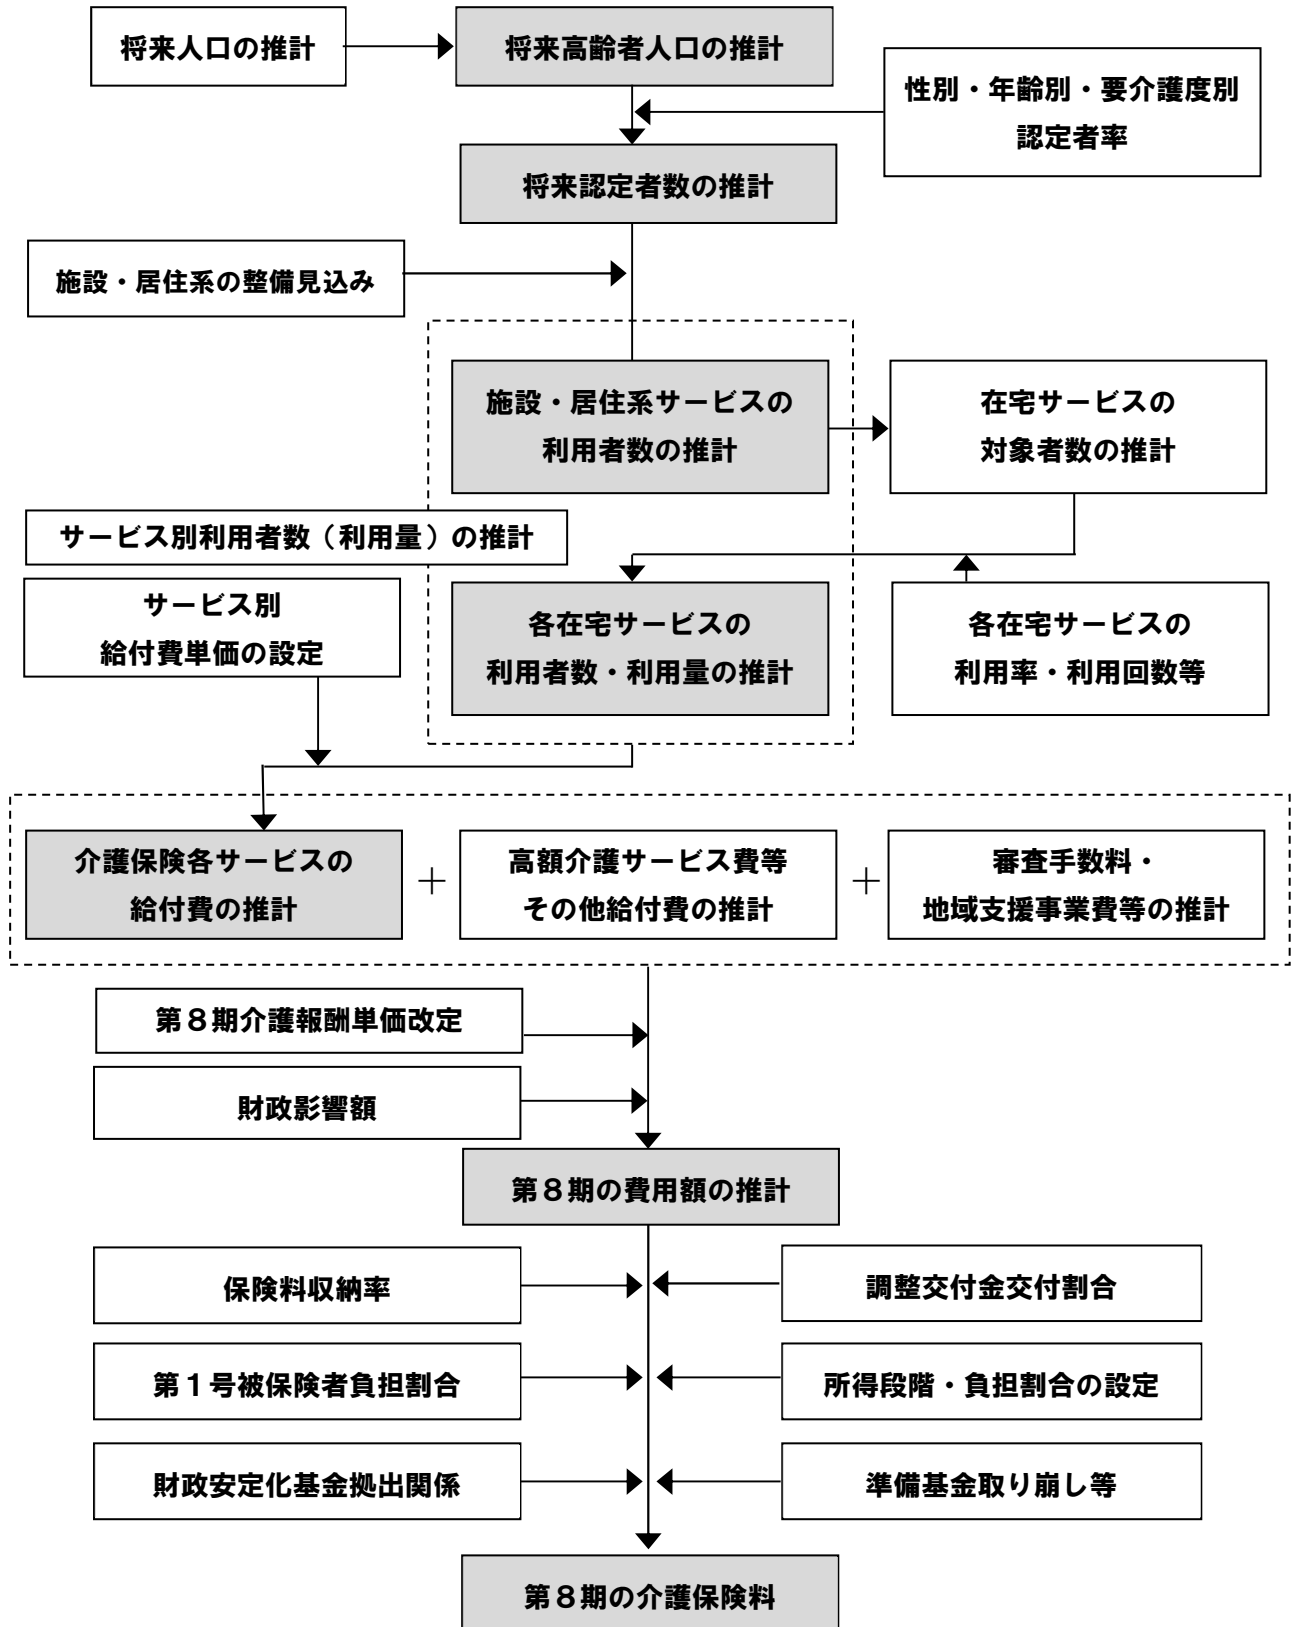 将来人口の推計
将来高齢者人口の推計
性別・年齢別・要介護度別
認定者率
将来認定者数の推計
施設・居住系の整備見込み
施設・居住系サービスの
利用者数の推計
在宅サービスの
対象者数の推計
サービス別利用者数（利用量）の推計
サービス別
給付費単価の設定
各在宅サービスの
利用者数・利用量の推計
各在宅サービスの
利用率・利用回数等
介護保険各サービスの
給付費の推計
＋
高額介護サービス費等
その他給付費の推計
＋
審査手数料・
地域支援事業費等の推計
第８期介護報酬単価改定
財政影響額
第８期の費用額の推計
保険料収納率
調整交付金交付割合
第１号被保険者負担割合
所得段階・負担割合の設定
財政安定化基金拠出関係
準備基金取り崩し等
第８期の介護保険料